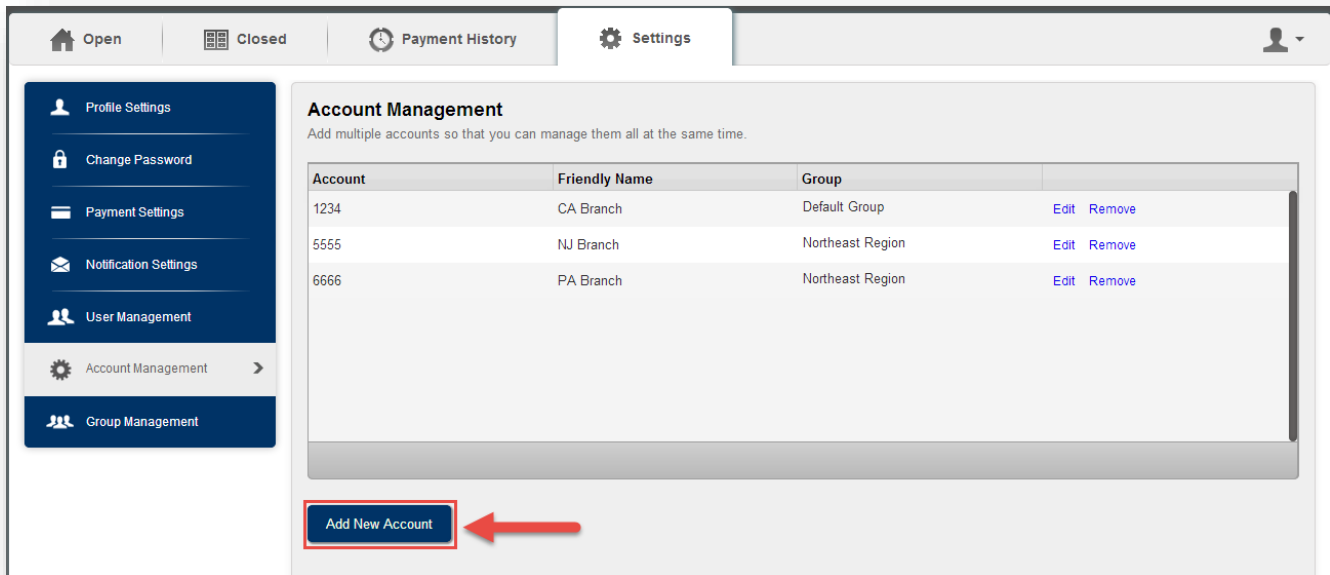 Open Closed Payment History Settings
Profile Settings
Change Password
Payment Settings
Notification Settings
User Management
Account Management
Group Management
Account Management
Add multiple accounts so that you can manage them all at the same time.
Account Friendly Name Group
1234 CA Branch Default Group Edit Remove
5555 NJ Branch Northeast Region Edit Remove
6666 PA Branch Northeast Region Edit Remove
Add New Account